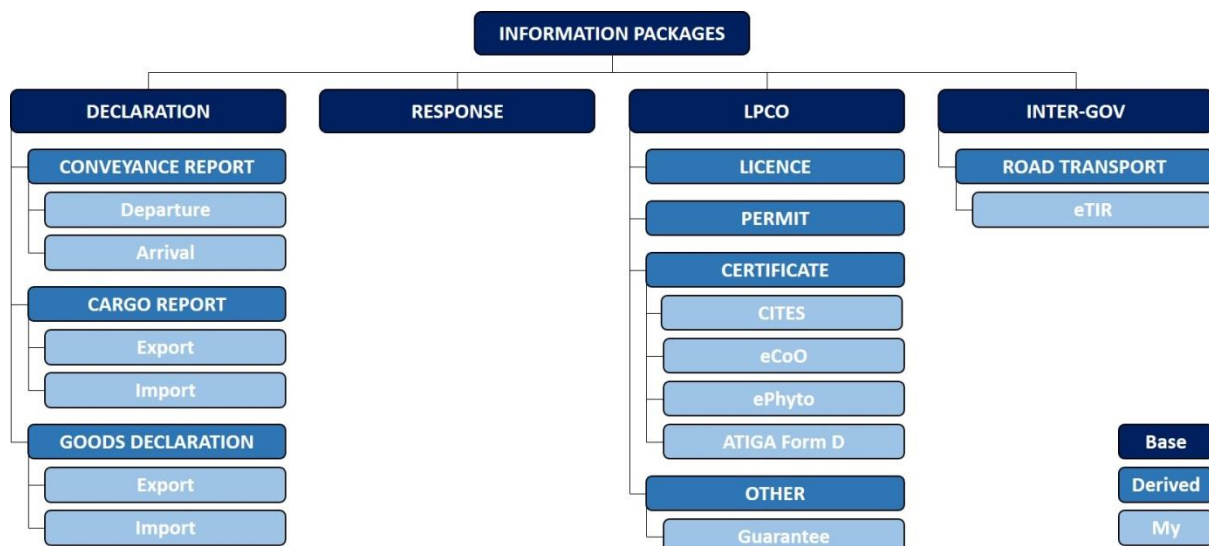 INFORMATION PACKAGES
DECLARATION
CONVEYANCE REPORT
Departure
Arrival
CARGO REPORT
Export
Import
GOODS DECLARATION
Export
Import
RESPONSE
LPCO
LICENCE
PERMIT
CERTIFICATE
CITES
eCoO
ePhyto
ATIGA Form D
OTHER
Guarantee
INTER-GOV
ROAD TRANSPORT
eTIR
Base
Derived
My